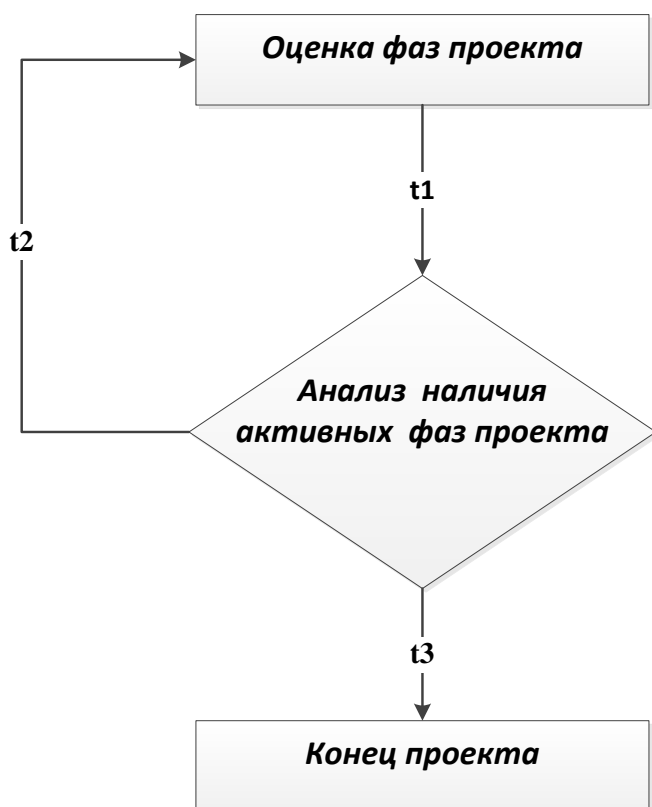 Оценка фаз проекта
t1
t2
Анализ наличия
активных фаз проекта
t3
Конец проекта